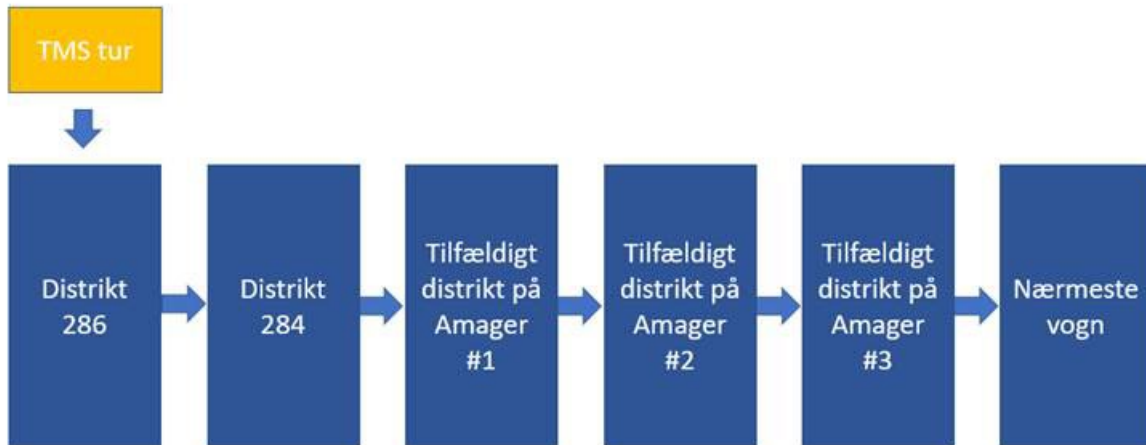 TMS tur
Distrikt
286
Distrikt
284
Tilfældigt
distrikt på
Amager
#1
Tilfældigt
distrikt på
Amager
#2
Tilfældigt
distrikt på
Amager
#3
Nærmeste
vogn